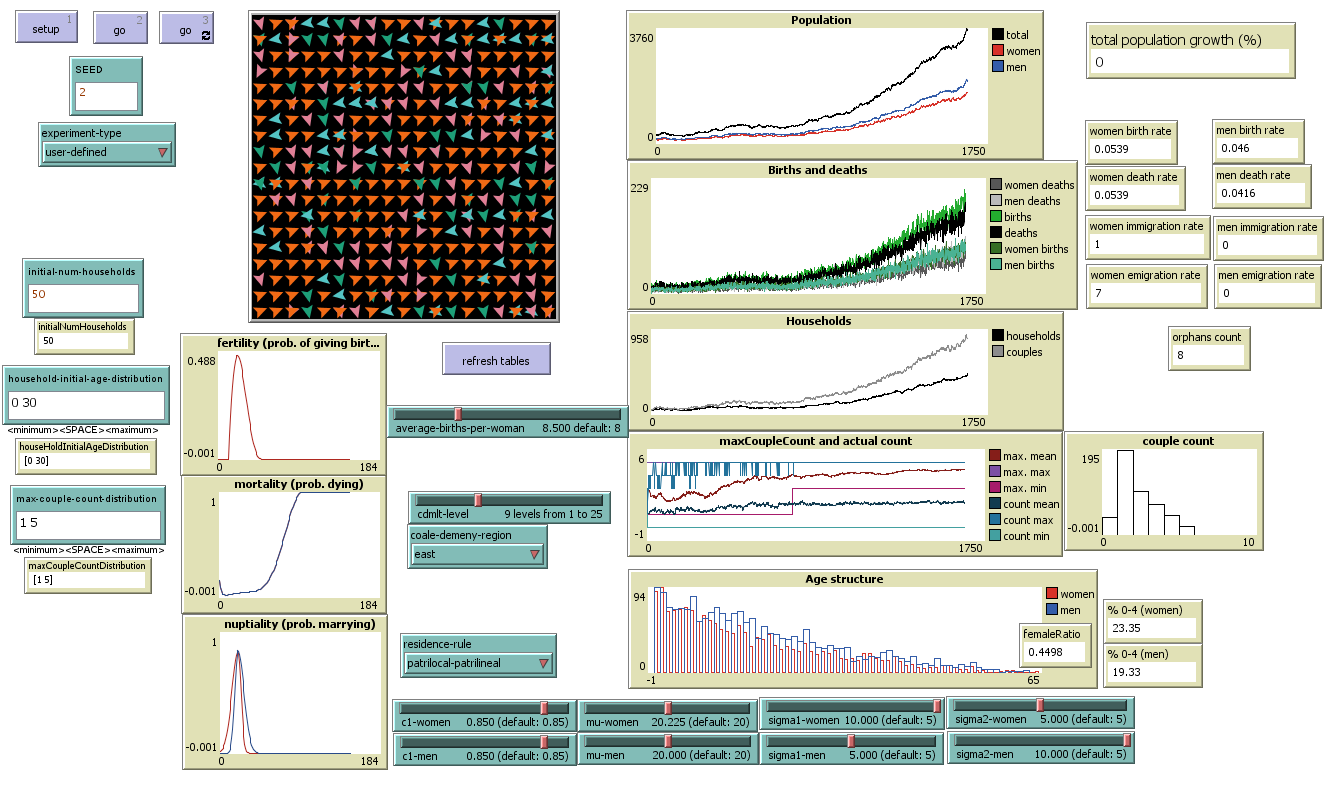 setup
1
go
2
go
3
SEED
2
experiment-type
user-defined
initial-num-households
50
initialNumHouseholds
50
household-initial-age-distribution
0 30
<minimum><SPACE><maximum>
houseHoldInitialAgeDistribution
[0 30]
max-couple-count-distribution
1 5
<minimum><SPACE><maximum>
maxCoupleCountDistribution
[1 5]
fertility (prob. of giving birt...
0.488
-0.001
0
184
mortality (prob. dying)
1
-0.001
0
184
nuptiality (prob. marrying)
1
-0.001
0
184
refresh tables
average-births-per-woman 8.500 default: 8
cdmlt-level 9 levels from 1 to 25
coale-demeny-region
east
residence-rule
patrilocal-patrilineal
c1-women 0.850 (default: 0.85)
mu-women 20.225 (default: 20)
sigma1-women 10.000 (default: 5)
sigma2-women 5.000 (default: 5)
c1-men 0.850 (default: 0.85)
mu-men 20.000 (default: 20)
sigma1-men 5.000 (default: 5)
sigma2-men 10.000 (default: 5)
Population
3760
0
0
1750
total
women
men
Births and deaths
229
0
0
1750
women deaths
men deaths
births
deaths
women births
men births
Households
958
0
0
1750
households
couples
maxCoupleCount and actual count
6
-1
0
1750
max. mean
max. max
max. min
count mean
count max
count min
couple count
195
-0.001
0
10
Age structure
94
0
-1
65
women
men
femaleRatio
0.4498
% 0-4 (women)
23.35
% 0-4 (men)
19.33
total population growth (%)
0
women birth rate
0.0539
men birth rate
0.046
women death rate
0.0539
men death rate
0.0416
women immigration rate
1
men immigration rate
0
women emigration rate
7
men emigration rate
0
orphans count
8